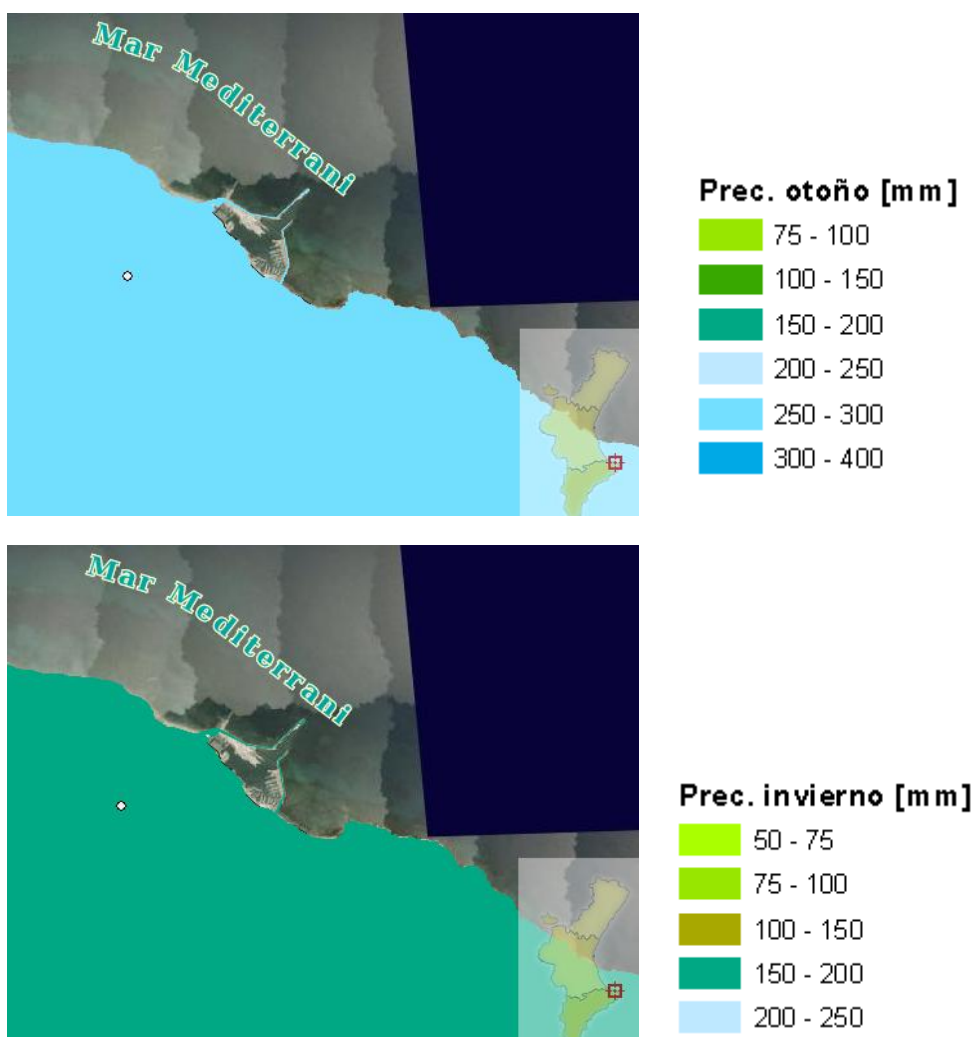 Mar Mediterrani
Prec. otoño [mm]
75 - 100
100 - 150
150 - 200
200 - 250
250 - 300
300 - 400
Mar Mediterrani
Prec. invierno [mm]
50 - 75
75 - 100
100 - 150
150 - 200
200 - 250